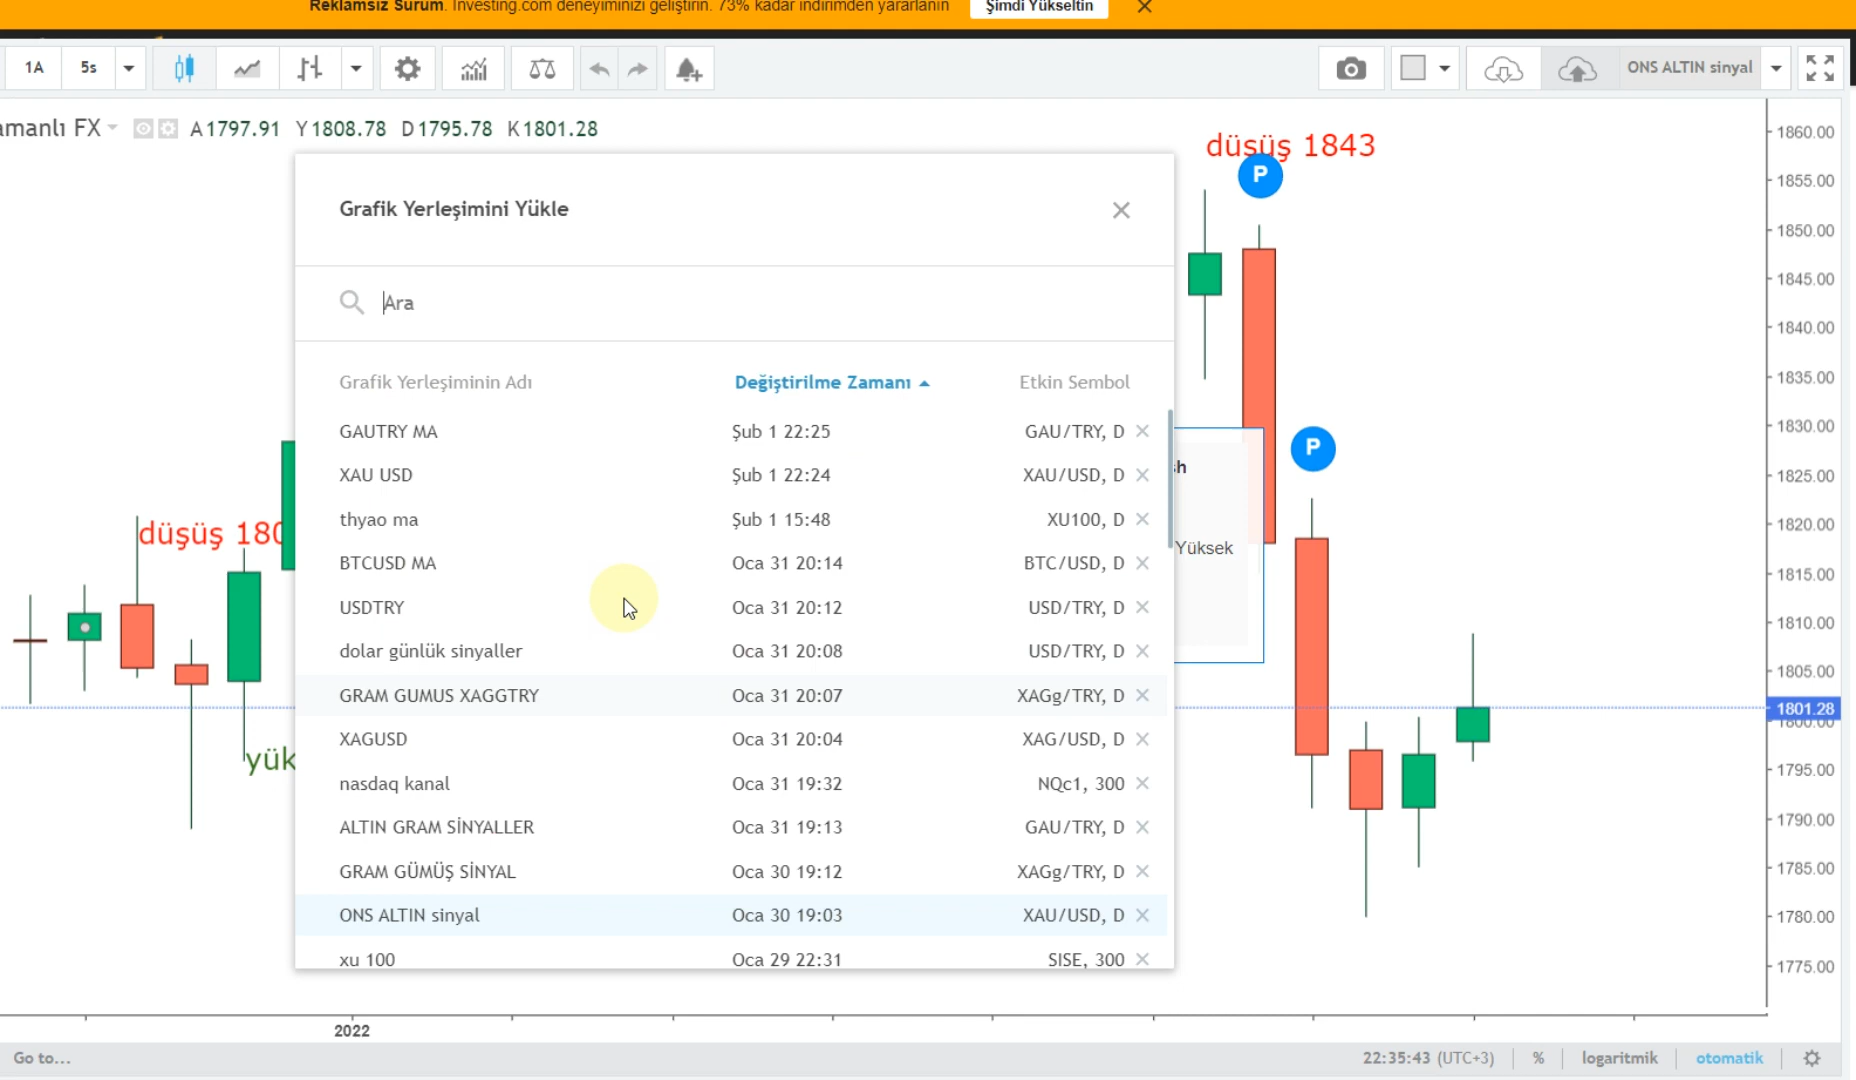 Reklamsız Sürüm. Investing.com deneyiminizi geliştirin. %73 kadar indirimden yararlanın Şimdi Yükseltin
1A 5s ONS ALTIN sinyal
amanlı FX A1797.91 Y1808.78 D1795.78 K1801.28
düşüş 1843
P
Grafik Yerleşimini Yükle
Ara
Grafik Yerleşiminin Adı Değiştirilme Zamanı Etkin Sembol
GAUTRY MA Şub 1 22:25 GAU/TRY, D
XAU USD Şub 1 22:24 XAU/USD, D
thyao ma Şub 1 15:48 XU100, D
BTCUSD MA Oca 31 20:14 BTC/USD, D
USDTRY Oca 31 20:12 USD/TRY, D
dolar günlük sinyaller Oca 31 20:08 USD/TRY, D
GRAM GUMUS XAGGTRY Oca 31 20:07 XAGg/TRY, D
XAGUSD Oca 31 20:04 XAG/USD, D
nasdaq kanal Oca 31 19:32 NQc1, 300
ALTIN GRAM SİNYALLER Oca 31 19:13 GAU/TRY, D
GRAM GÜMÜŞ SİNYAL Oca 30 19:12 XAGg/TRY, D
ONS ALTIN sinyal Oca 30 19:03 XAU/USD, D
xu 100 Oca 29 22:31 SISE, 300
düşüş 180
yük
P
sh
Yüksek
1860.00
1855.00
1850.00
1845.00
1840.00
1835.00
1830.00
1825.00
1820.00
1815.00
1810.00
1805.00
1801.28
1800.00
1795.00
1790.00
1785.00
1780.00
1775.00
2022
Go to... 22:35:43 (UTC+3) % logaritmik otomatik